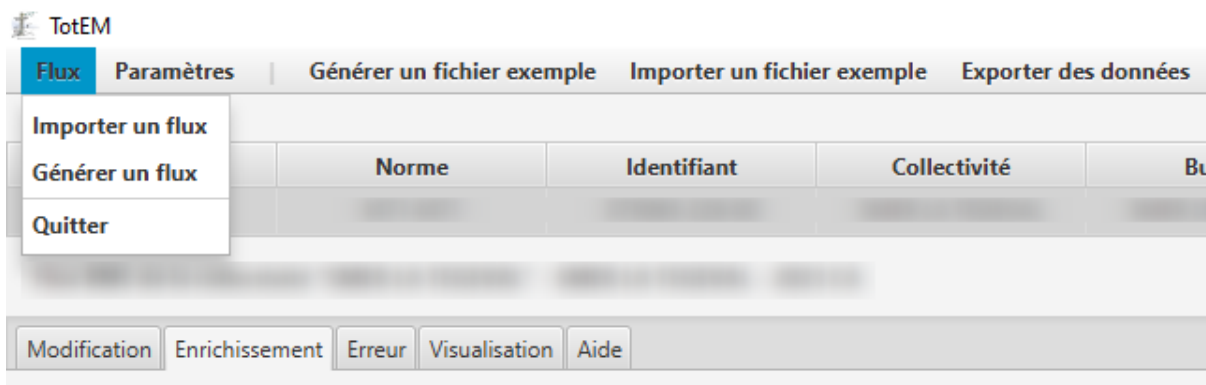 TotEM
Flux Paramètres | Générer un fichier exemple Importer un fichier exemple Exporter des données
Importer un flux
Générer un flux
Quitter
Norme Identifiant Collectivité
Modification Enrichissement Erreur Visualisation Aide